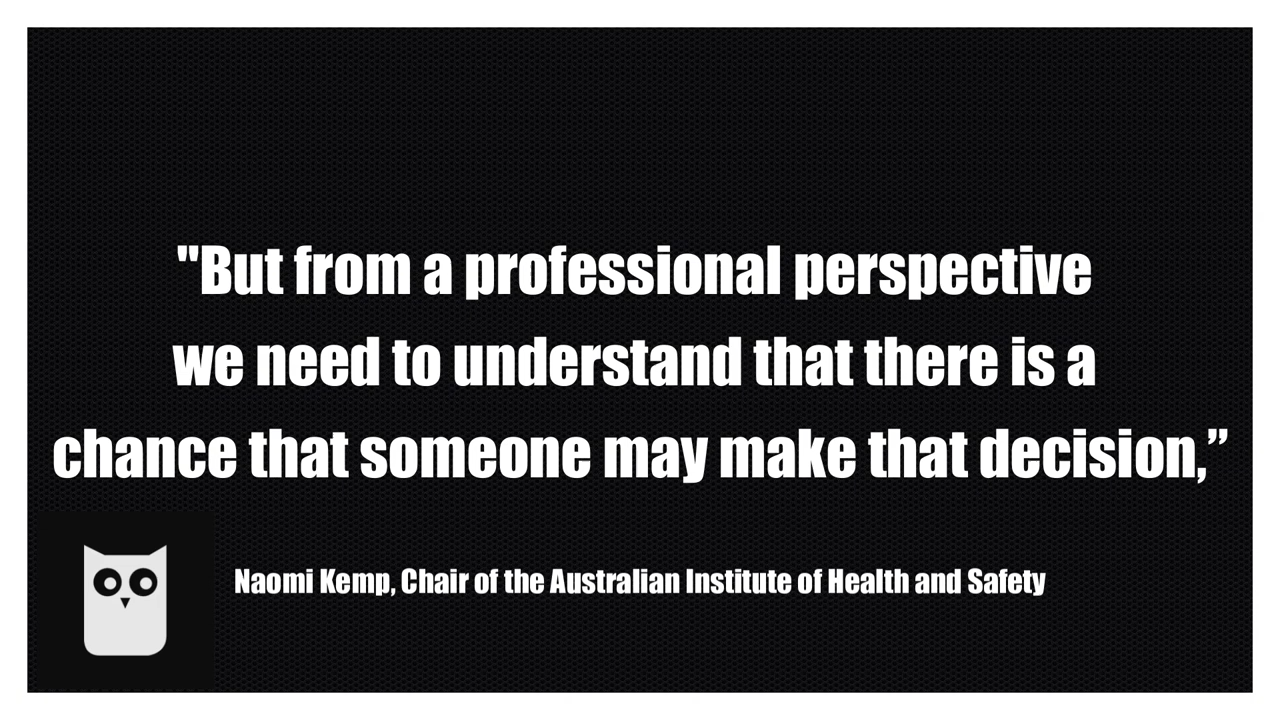 "But from a professional perspective
we need to understand that there is a
chance that someone may make that decision,”
Naomi Kemp, Chair of the Australian Institute of Health and Safety